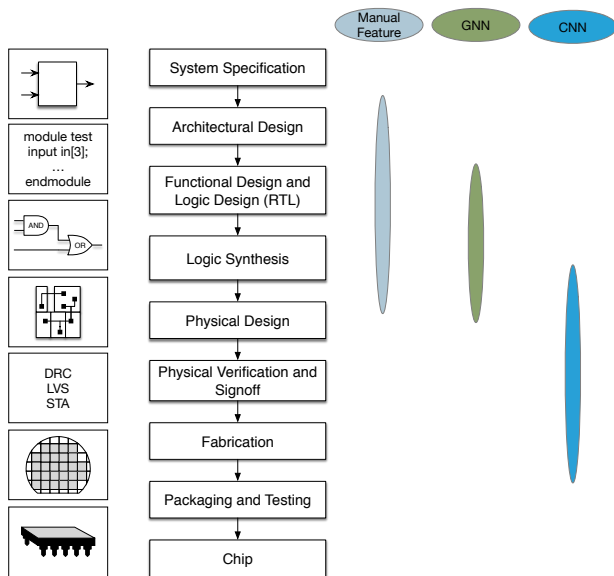 Manual
Feature
GNN
CNN
System Specification
Architectural Design
module test
input in[3];
...
endmodule
Functional Design and
Logic Design (RTL)
AND
OR
Logic Synthesis
Physical Design
DRC
LVS
STA
Physical Verification and
Signoff
Fabrication
Packaging and Testing
Chip